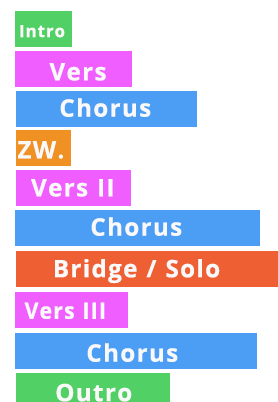 Intro
Vers
Chorus
ZW.
Vers II
Chorus
Bridge / Solo
Vers III
Chorus
Outro